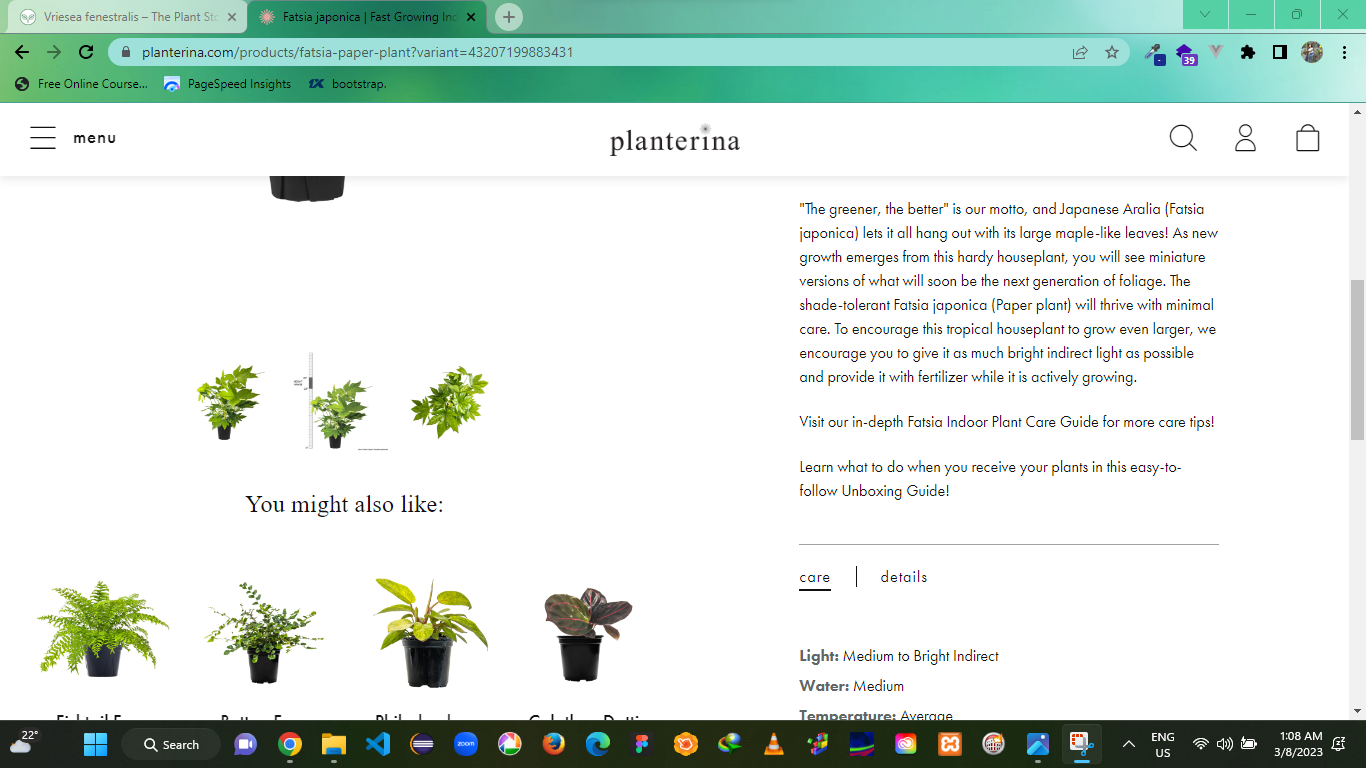 Vriesea fenestralis – The Plant Sto
Fatsia japonica | Fast Growing Ind
planterina.com/products/fatsia-paper-plant?variant=43207199883431
39
Free Online Course...
PageSpeed Insights
bootstrap.
menu
planterina
"The greener, the better" is our motto, and Japanese Aralia (Fatsia
japonica) lets it all hang out with its large maple-like leaves! As new
growth emerges from this hardy houseplant, you will see miniature
versions of what will soon be the next generation of foliage. The
shade-tolerant Fatsia japonica (Paper plant) will thrive with minimal
care. To encourage this tropical houseplant to grow even larger, we
encourage you to give it as much bright indirect light as possible
and provide it with fertilizer while it is actively growing.
Visit our in-depth Fatsia Indoor Plant Care Guide for more care tips!
Learn what to do when you receive your plants in this easy-to-
follow Unboxing Guide!
You might also like:
care
details
Light: Medium to Bright Indirect
Water: Medium
Temperature: Average
22°
Search
zoom
ENG
US
1:08 AM
3/8/2023